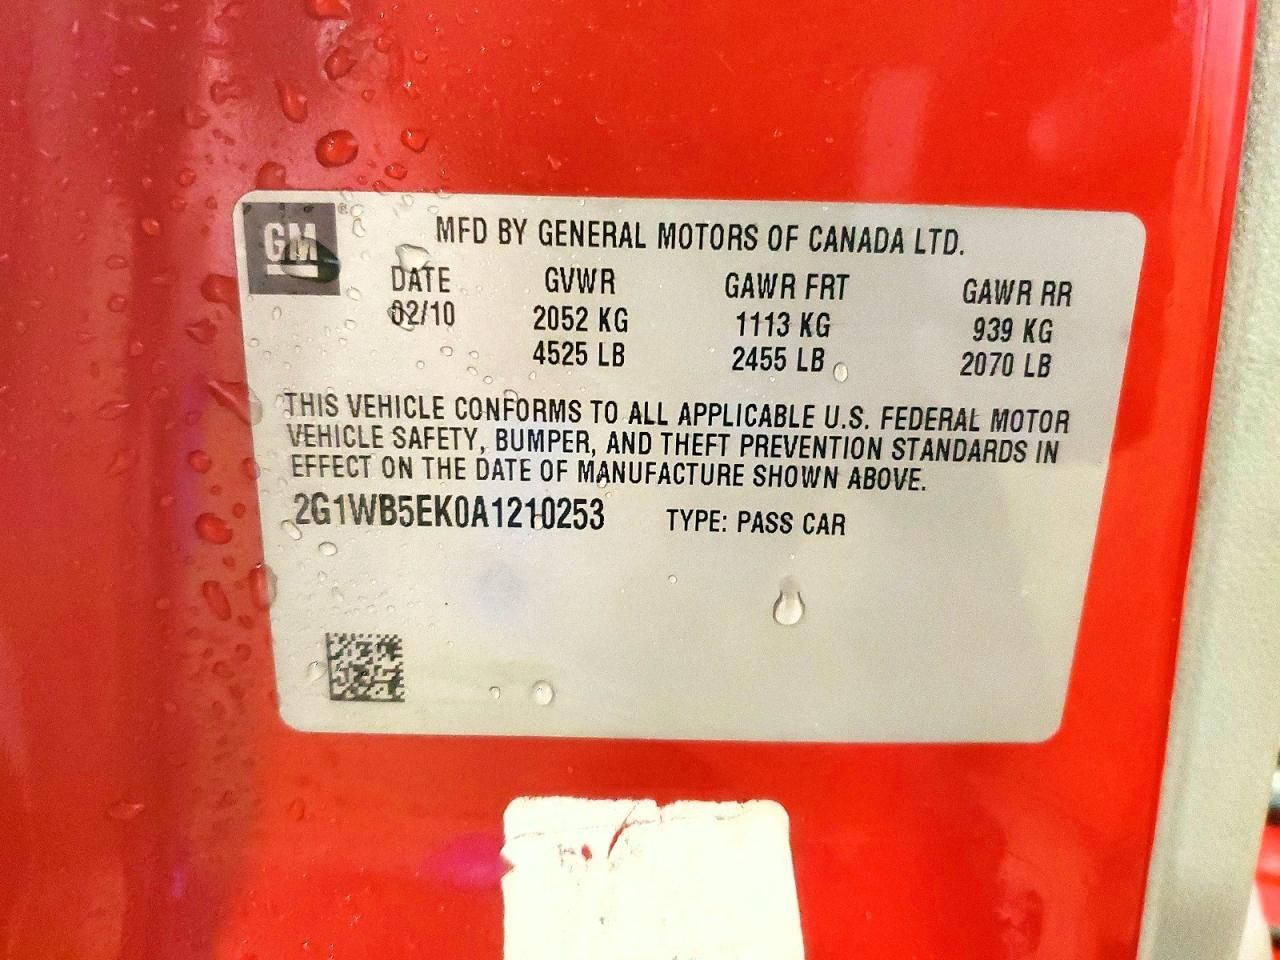 GM®
MFD BY GENERAL MOTORS OF CANADA LTD.
DATE GVWR GAWR FRT GAWR RR
02/10 2052 KG 1113 KG 939 KG
4525 LB 2455 LB 2070 LB
THIS VEHICLE CONFORMS TO ALL APPLICABLE U.S. FEDERAL MOTOR
VEHICLE SAFETY, BUMPER, AND THEFT PREVENTION STANDARDS IN
EFFECT ON THE DATE OF MANUFACTURE SHOWN ABOVE.
2G1WB5EK0A1210253 TYPE: PASS CAR